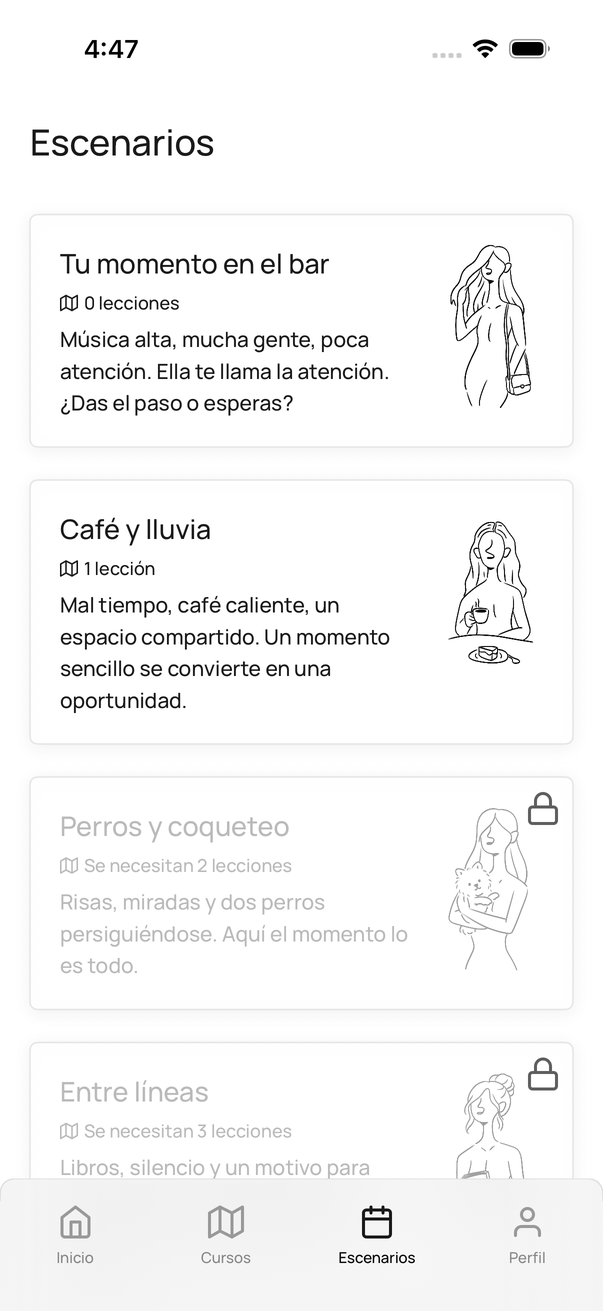 4:47
Escenarios
Tu momento en el bar
0 lecciones
Música alta, mucha gente, poca
atención. Ella te llama la atención.
¿Das el paso o esperas?
Café y lluvia
1 lección
Mal tiempo, café caliente, un
espacio compartido. Un momento
sencillo se convierte en una
oportunidad.
Perros y coqueteo
Se necesitan 2 lecciones
Risas, miradas y dos perros
persiguiéndose. Aquí el momento lo
es todo.
Entre líneas
Se necesitan 3 lecciones
Libros, silencio y un motivo para
Inicio
Cursos
Escenarios
Perfil